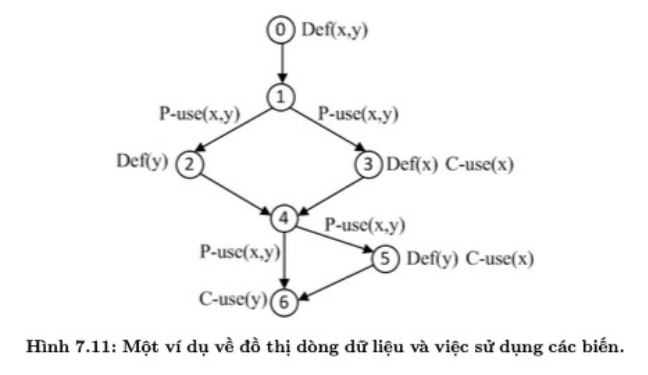 0 Def(x,y)
1
P-use(x,y) P-use(x,y)
Def(y) 2 3 Def(x) C-use(x)
4 P-use(x,y)
P-use(x,y) 5 Def(y) C-use(x)
C-use(y) 6
Hình 7.11: Một ví dụ về đồ thị dòng dữ liệu và việc sử dụng các biến.